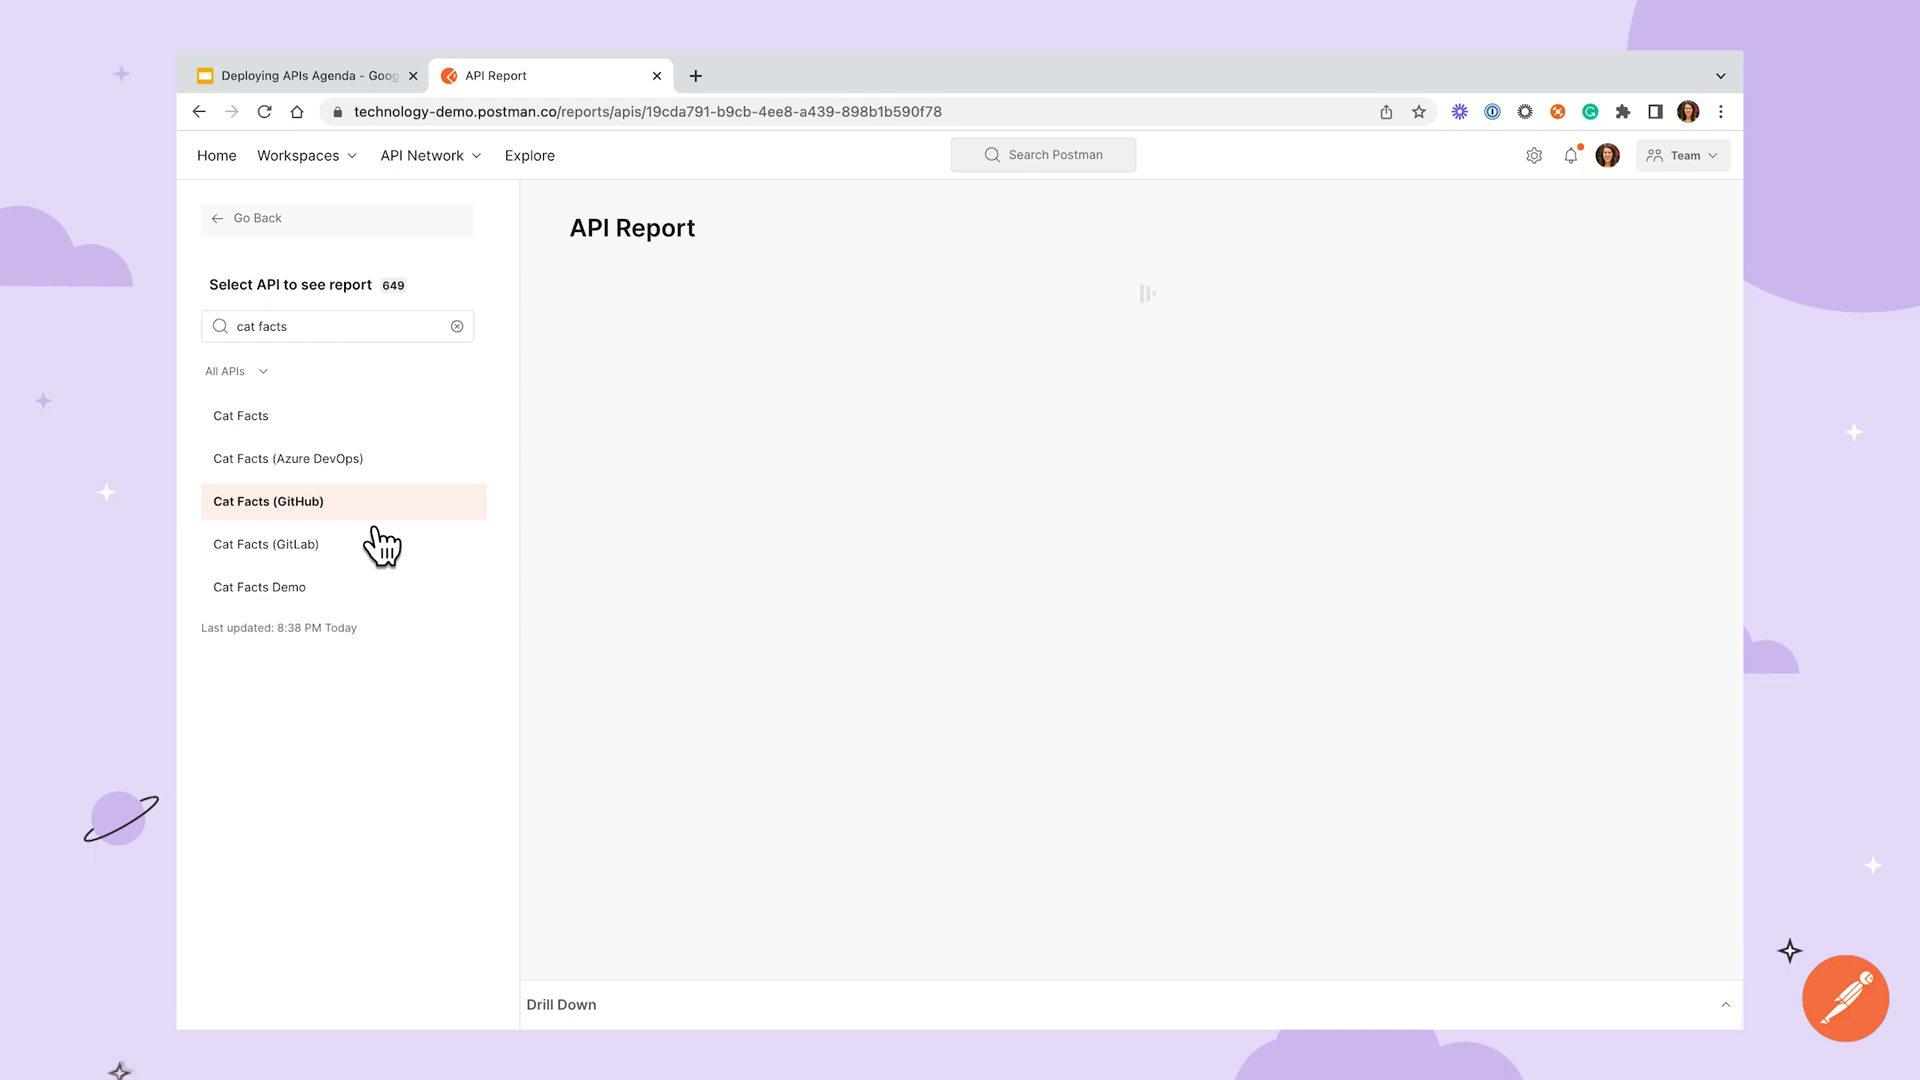 Deploying APIs Agenda - Goog
API Report
technology-demo.postman.co/reports/apis/19cda791-b9cb-4ee8-a439-898b1b590f78
Home Workspaces API Network Explore
Search Postman
Team
Go Back
API Report
Select API to see report 649
cat facts
All APIs
Cat Facts
Cat Facts (Azure DevOps)
Cat Facts (GitHub)
Cat Facts (GitLab)
Cat Facts Demo
Last updated: 8:38 PM Today
Drill Down